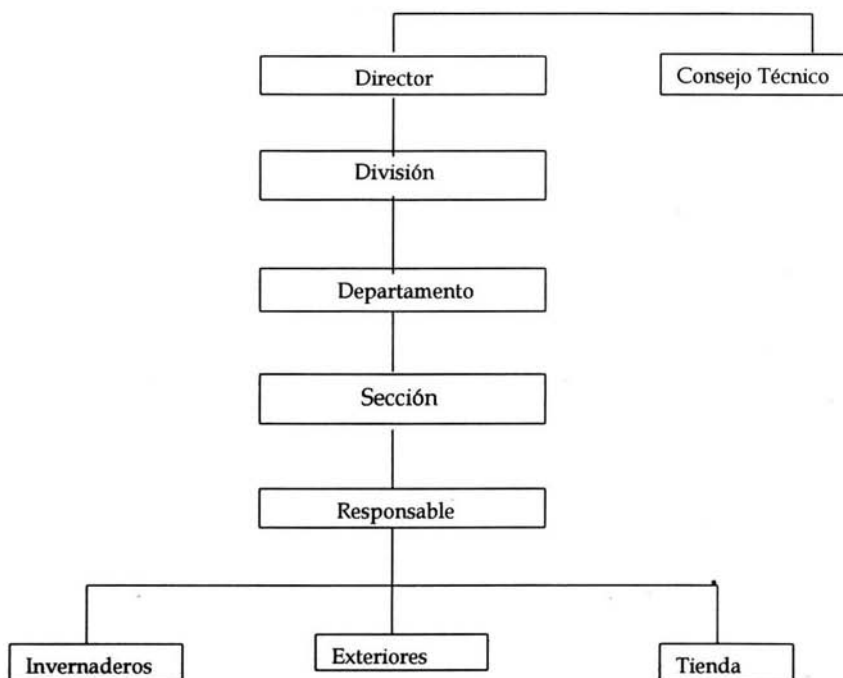 Director
Consejo Técnico
División
Departamento
Sección
Responsable
Invernaderos
Exteriores
Tienda